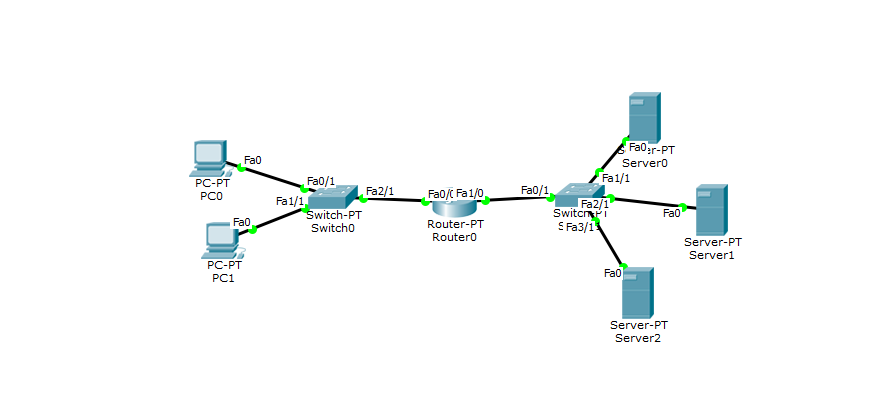 Fa0
PC-PT
PC0
Fa0/1
Fa1/1
Switch-PT
Switch0
Fa2/1
Fa0
PC-PT
PC1
Fa1/0
Router-PT
Router0
Fa0/1
Fa1/1
Fa2/1
Fa3/1
Fa0
Server0
Fa0
Server-PT
Server1
Fa0
Server-PT
Server2